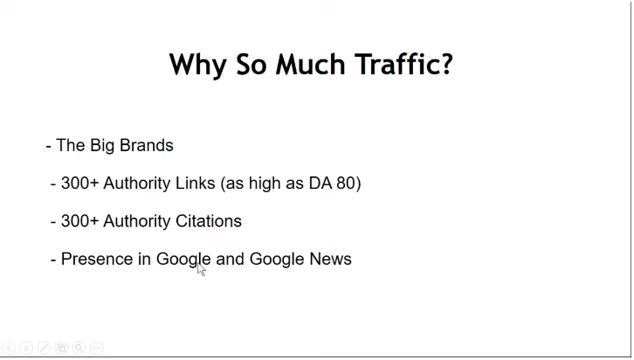 Why So Much Traffic?
- The Big Brands
- 300+ Authority Links (as high as DA 80)
- 300+ Authority Citations
- Presence in Google and Google News